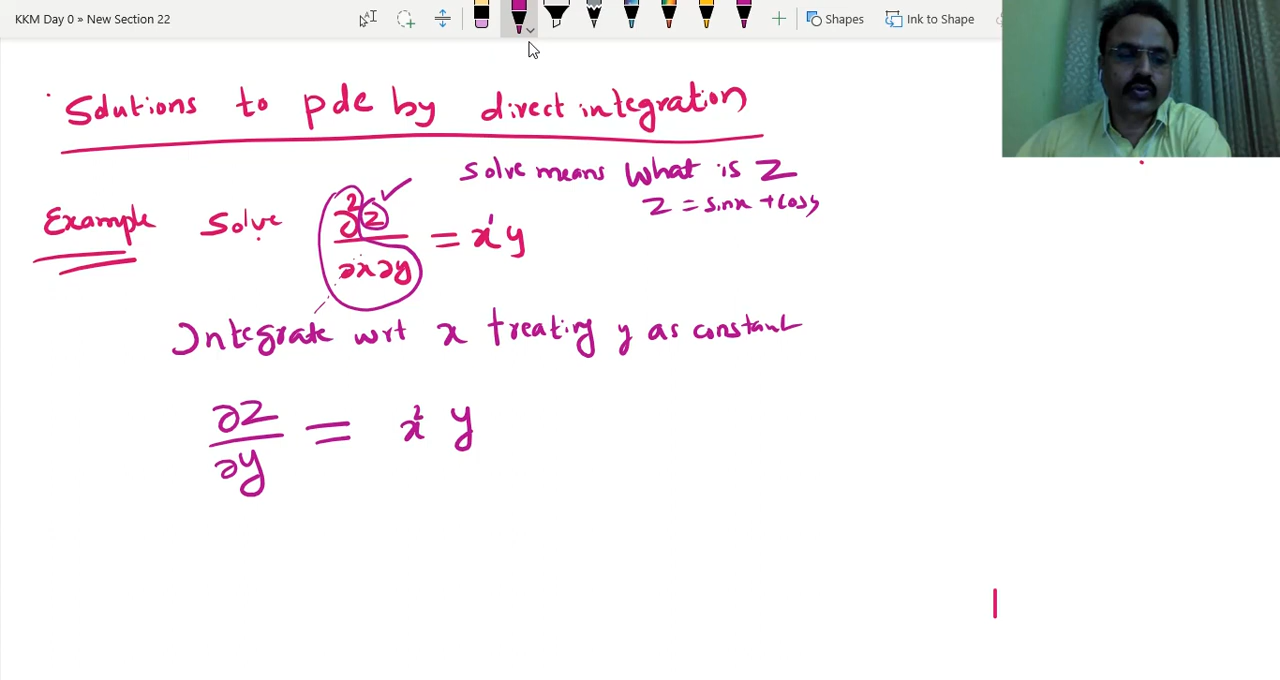 KKM Day 0 » New Section 22
Shapes
Ink to Shape
Solutions to pde by direct integration
Solve means What is Z
Z = sinx + cosy
Example Solve ∂²z/∂x∂y = x¹y
Integrate wrt x treating y as constant
∂Z/∂y = x² y